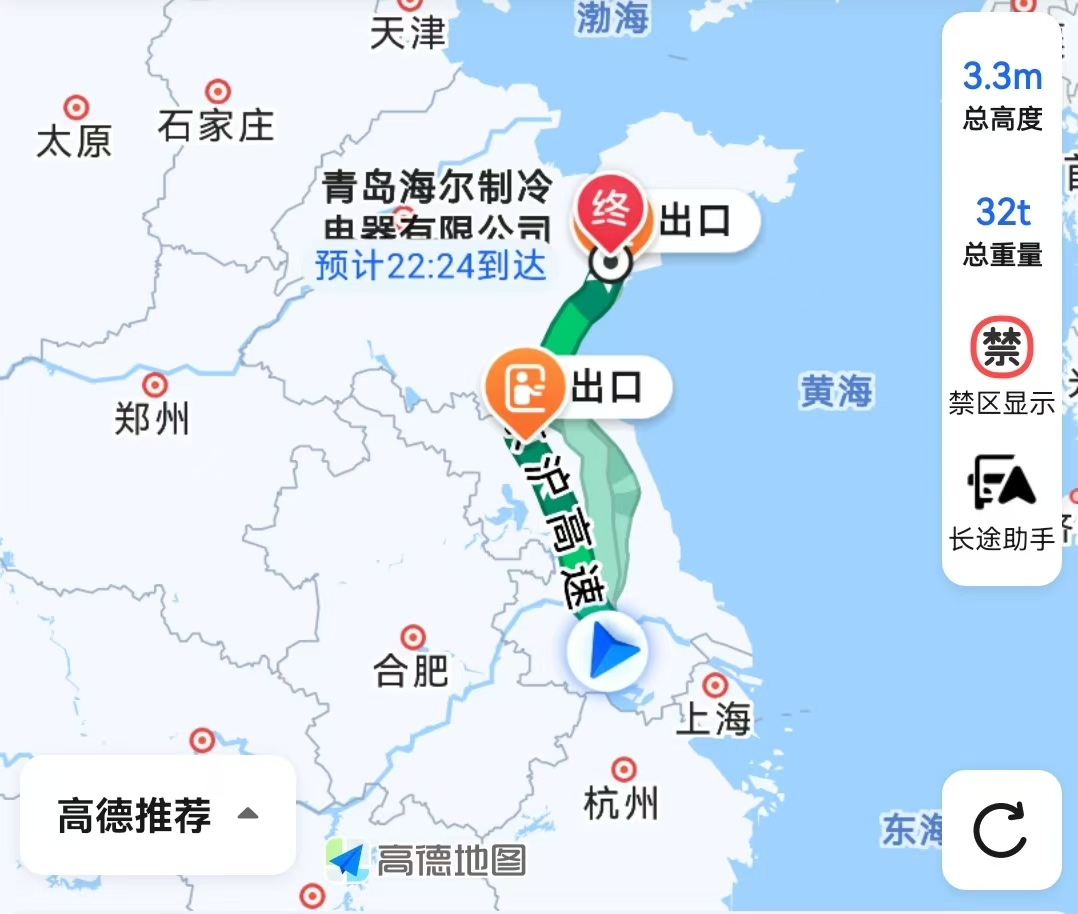 渤海
天津
3.3m
总高度
石家庄
太原
青岛海尔制冷
电器有限公司
终
出口
预计22:24到达
32t
总重量
禁
禁区显示
出口
郑州
黄海
沪高速
长途助手
合肥
上海
杭州
高德推荐
高德地图
东海